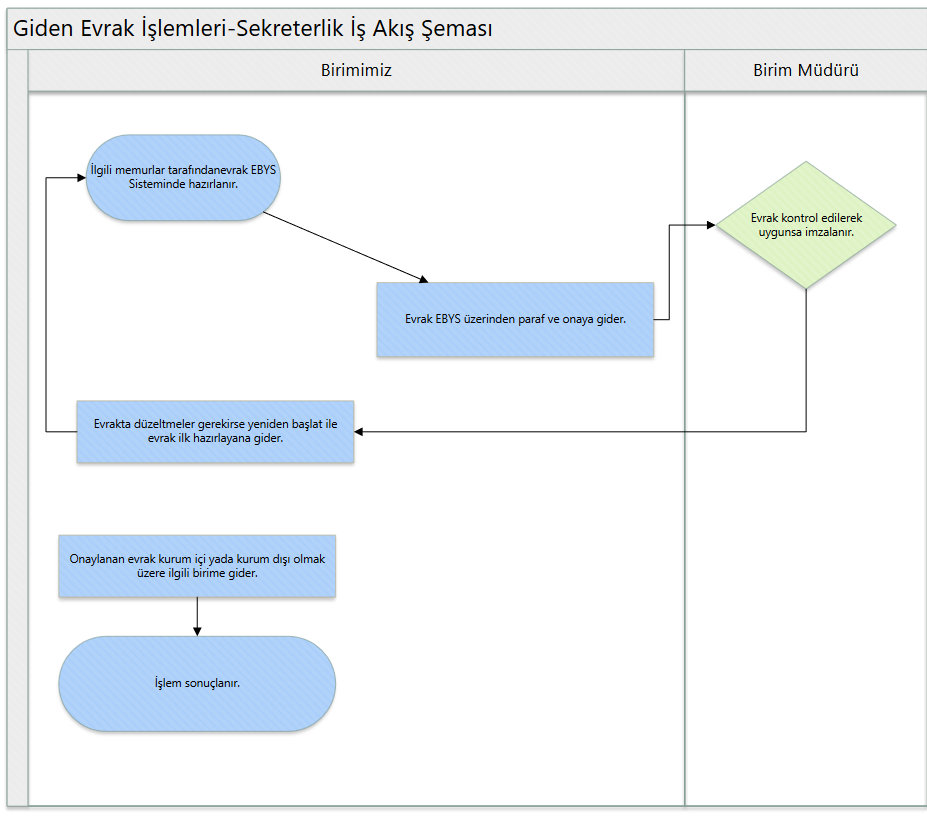 Giden Evrak İşlemleri-Sekreterlik İş Akış Şeması
Birimimiz
Birim Müdürü
İlgili memurlar tarafındanevrak EBYS
Sisteminde hazırlanır.
Evrak kontrol edilerek
uygunsa imzalanır.
Evrak EBYS üzerinden paraf ve onaya gider.
Evrakta düzeltmeler gerekirse yeniden başlat ile
evrak ilk hazırlayana gider.
Onaylanan evrak kurum içi yada kurum dışı olmak
üzere ilgili birime gider.
İşlem sonuçlanır.